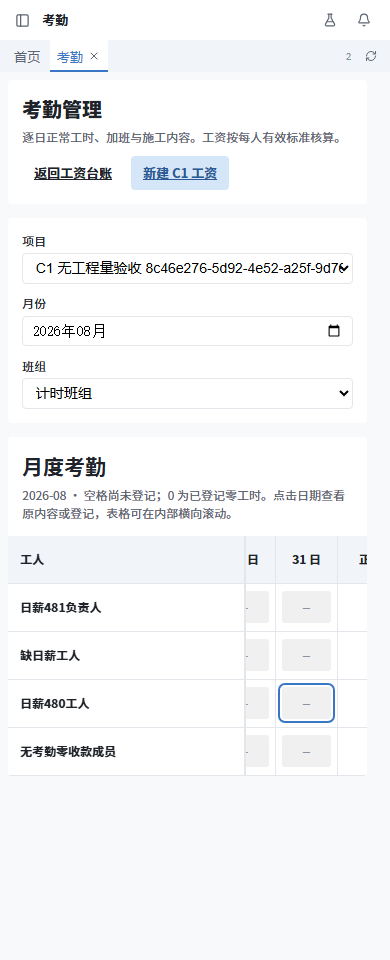 考勤
首页
考勤
2
考勤管理
逐日正常工时、加班与施工内容。工资按每人有效标准核算。
返回工资台账
新建 C1 工资
项目
C1 无工程量验收 8c46e276-5d92-4e52-a25f-9d76
月份
2026年08月
班组
计时班组
月度考勤
2026-08 · 空格尚未登记；0 为已登记零工时。点击日期查看
原内容或登记，表格可在内部横向滚动。
工人
日
31 日
日薪481负责人
–
缺日薪工人
–
日薪480工人
–
无考勤零收款成员
–